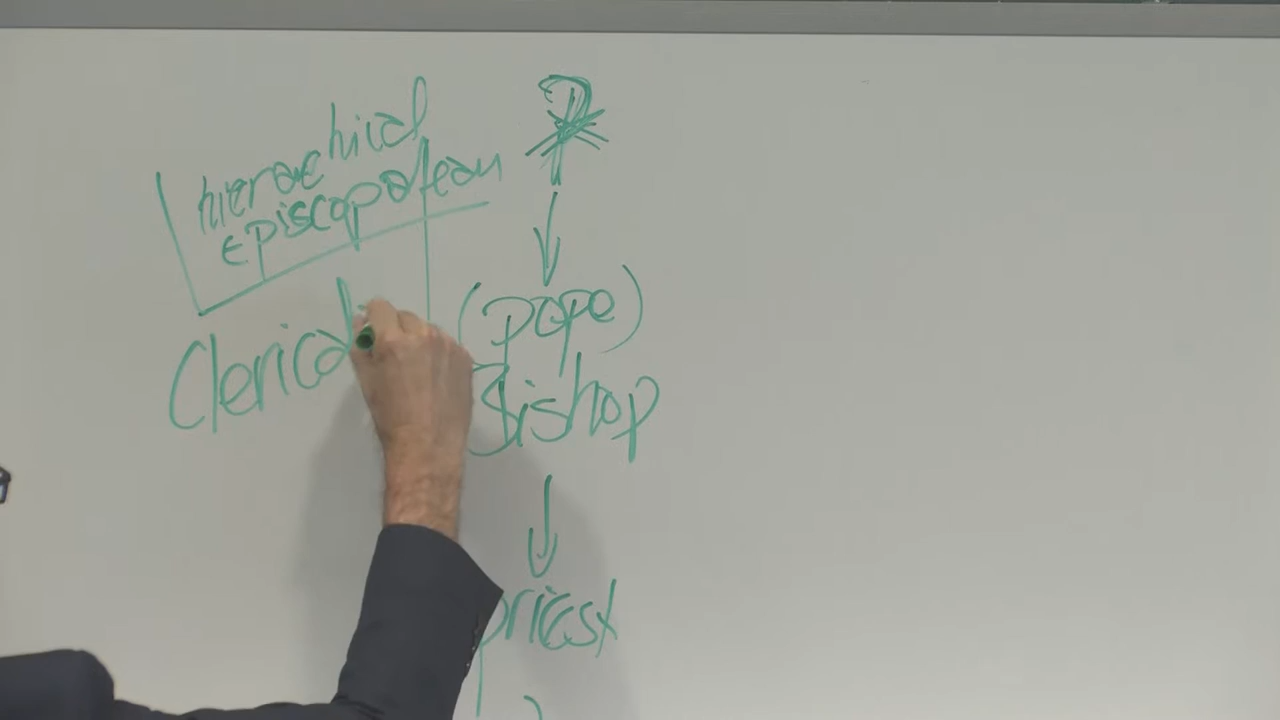 hierachical
episcopalean
Clerical
(pope)
Bishop
priest